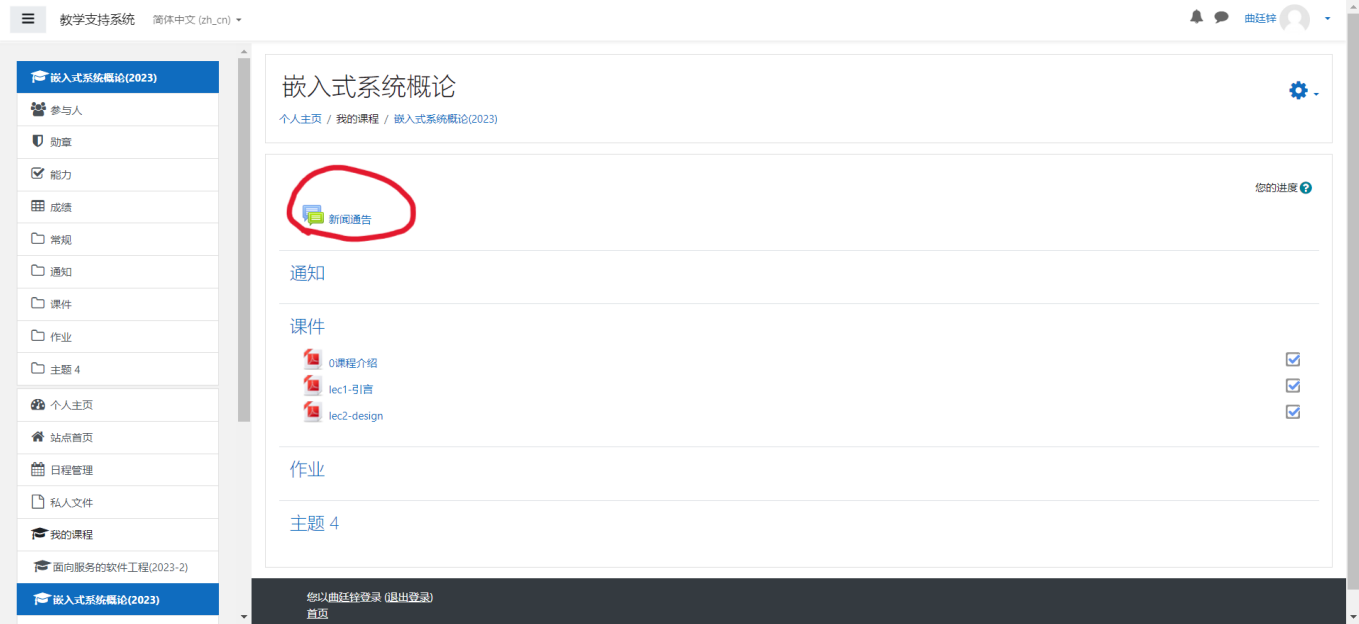 教学支持系统 简体中文 (zh_cn)
曲廷锌
嵌入式系统概论(2023)
参与人
勋章
能力
成绩
常规
通知
课件
作业
主题 4
个人主页
站点首页
日程管理
私人文件
我的课程
面向服务的软件工程(2023-2)
嵌入式系统概论(2023)
嵌入式系统概论
个人主页 / 我的课程 / 嵌入式系统概论(2023)
您的进度
新闻通告
通知
课件
0课程介绍
lec1-引言
lec2-design
作业
主题 4
您以曲廷锌登录 (退出登录)
首页